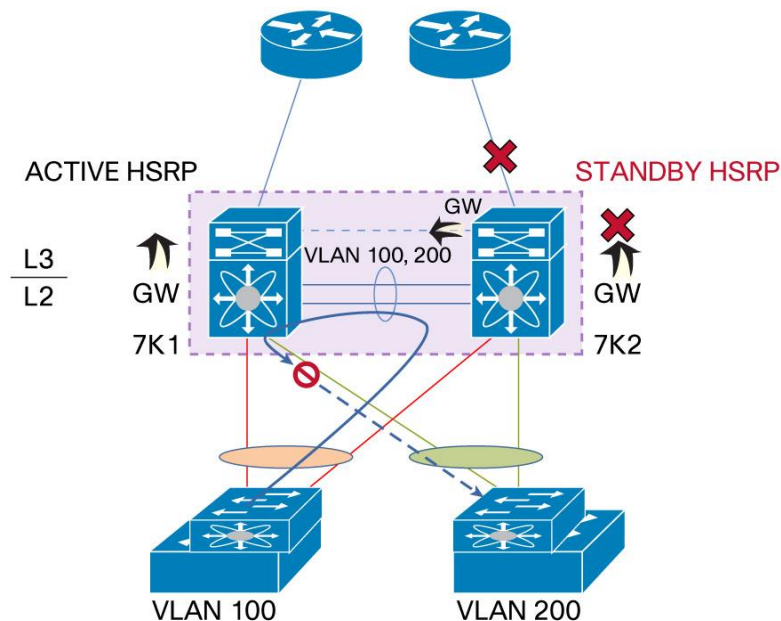 ACTIVE HSRP
STANDBY HSRP
GW
VLAN 100, 200
L3
L2
GW
GW
7K1
7K2
VLAN 100
VLAN 200